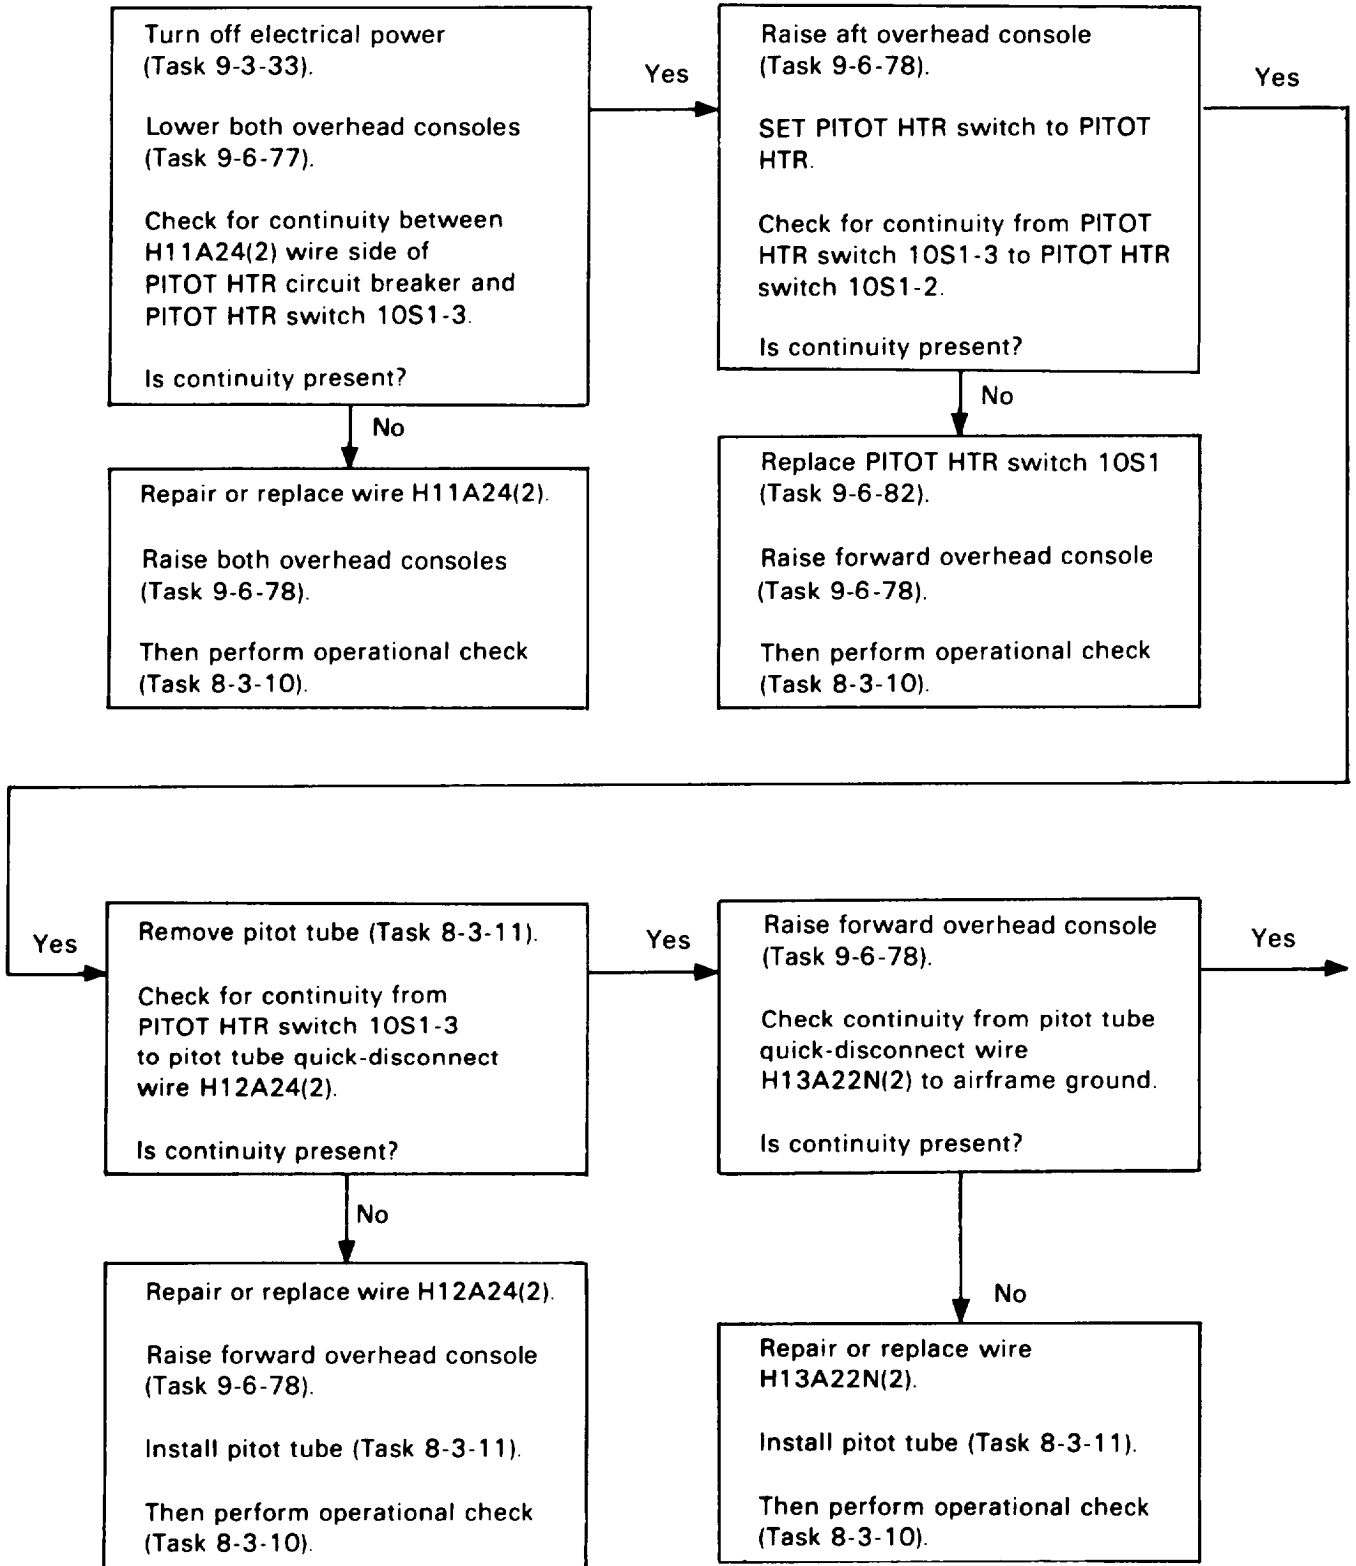 Turn off electrical power
(Task 9-3-33).
Lower both overhead consoles
(Task 9-6-77).
Check for continuity between
H11A24(2) wire side of
PITOT HTR circuit breaker and
PITOT HTR switch 10S1-3.
Is continuity present?
Yes
No
Repair or replace wire H11A24(2).
Raise both overhead consoles
(Task 9-6-78).
Then perform operational check
(Task 8-3-10).
Raise aft overhead console
(Task 9-6-78).
SET PITOT HTR switch to PITOT
HTR.
Check for continuity from PITOT
HTR switch 10S1-3 to PITOT HTR
switch 10S1-2.
Is continuity present?
Yes
No
Replace PITOT HTR switch 10S1
(Task 9-6-82).
Raise forward overhead console
(Task 9-6-78).
Then perform operational check
(Task 8-3-10).
Yes
Remove pitot tube (Task 8-3-11).
Check for continuity from
PITOT HTR switch 10S1-3
to pitot tube quick-disconnect
wire H12A24(2).
Is continuity present?
Yes
No
Repair or replace wire H12A24(2).
Raise forward overhead console
(Task 9-6-78).
Install pitot tube (Task 8-3-11).
Then perform operational check
(Task 8-3-10).
Raise forward overhead console
(Task 9-6-78).
Check continuity from pitot tube
quick-disconnect wire
H13A22N(2) to airframe ground.
Is continuity present?
Yes
No
Repair or replace wire
H13A22N(2).
Install pitot tube (Task 8-3-11).
Then perform operational check
(Task 8-3-10).